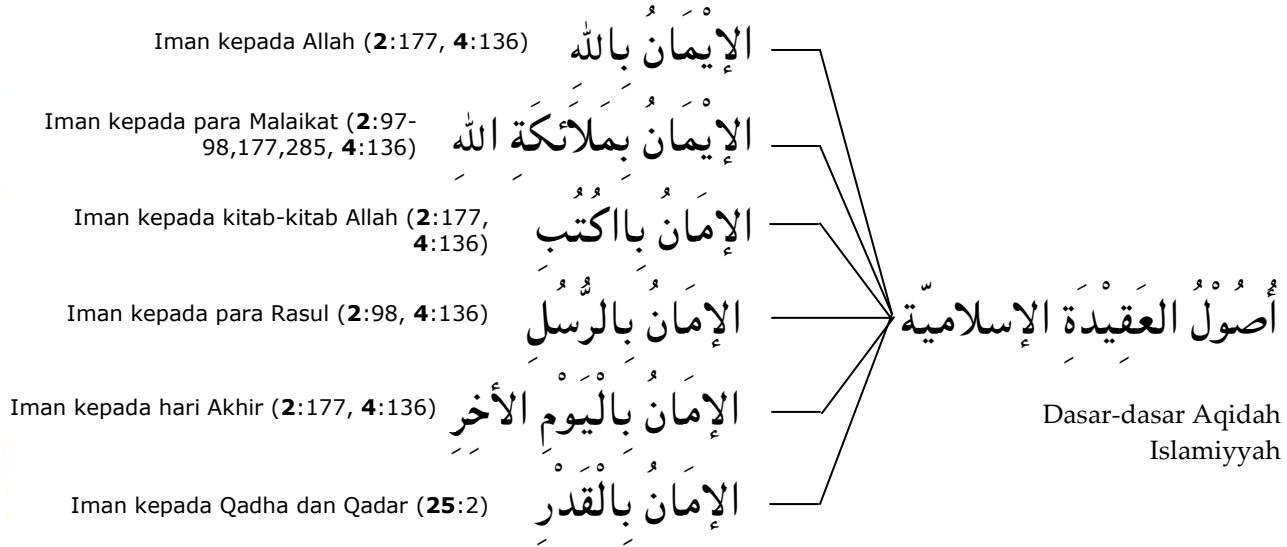 الإيْمَانُ بِاللهِ
Iman kepada Allah (2:177, 4:136)
الإيْمَانُ بِمَلاَئكَةِ اللهِ
Iman kepada para Malaikat (2:97-
98,177,285, 4:136)
الإمَانُ بِااكُتُبِ
Iman kepada kitab-kitab Allah (2:177,
4:136)
الإمَانُ بِالرُّسُلِ
Iman kepada para Rasul (2:98, 4:136)
الإمَانُ بِالْيَوْمِ الأخِرِ
Iman kepada hari Akhir (2:177, 4:136)
الإمَانُ بِالْقَدْرِ
Iman kepada Qadha dan Qadar (25:2)
أُصُوْلُ العَقِيْدَةِ الإسلاميّة
Dasar-dasar Aqidah
Islamiyyah